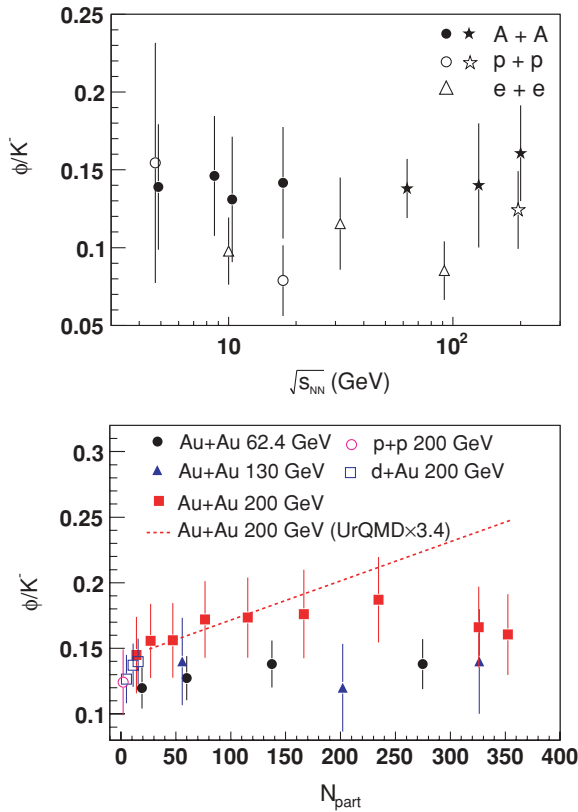 A + A
p + p
e + e
0.25
0.2
0.15
0.1
0.05
ϕ/K⁻
10
10²
√s_NN (GeV)
Au+Au 62.4 GeV
p+p 200 GeV
Au+Au 130 GeV
d+Au 200 GeV
Au+Au 200 GeV
Au+Au 200 GeV (UrQMD×3.4)
0.3
0.25
0.2
0.15
0.1
ϕ/K⁻
0 50 100 150 200 250 300 350 400
N_part